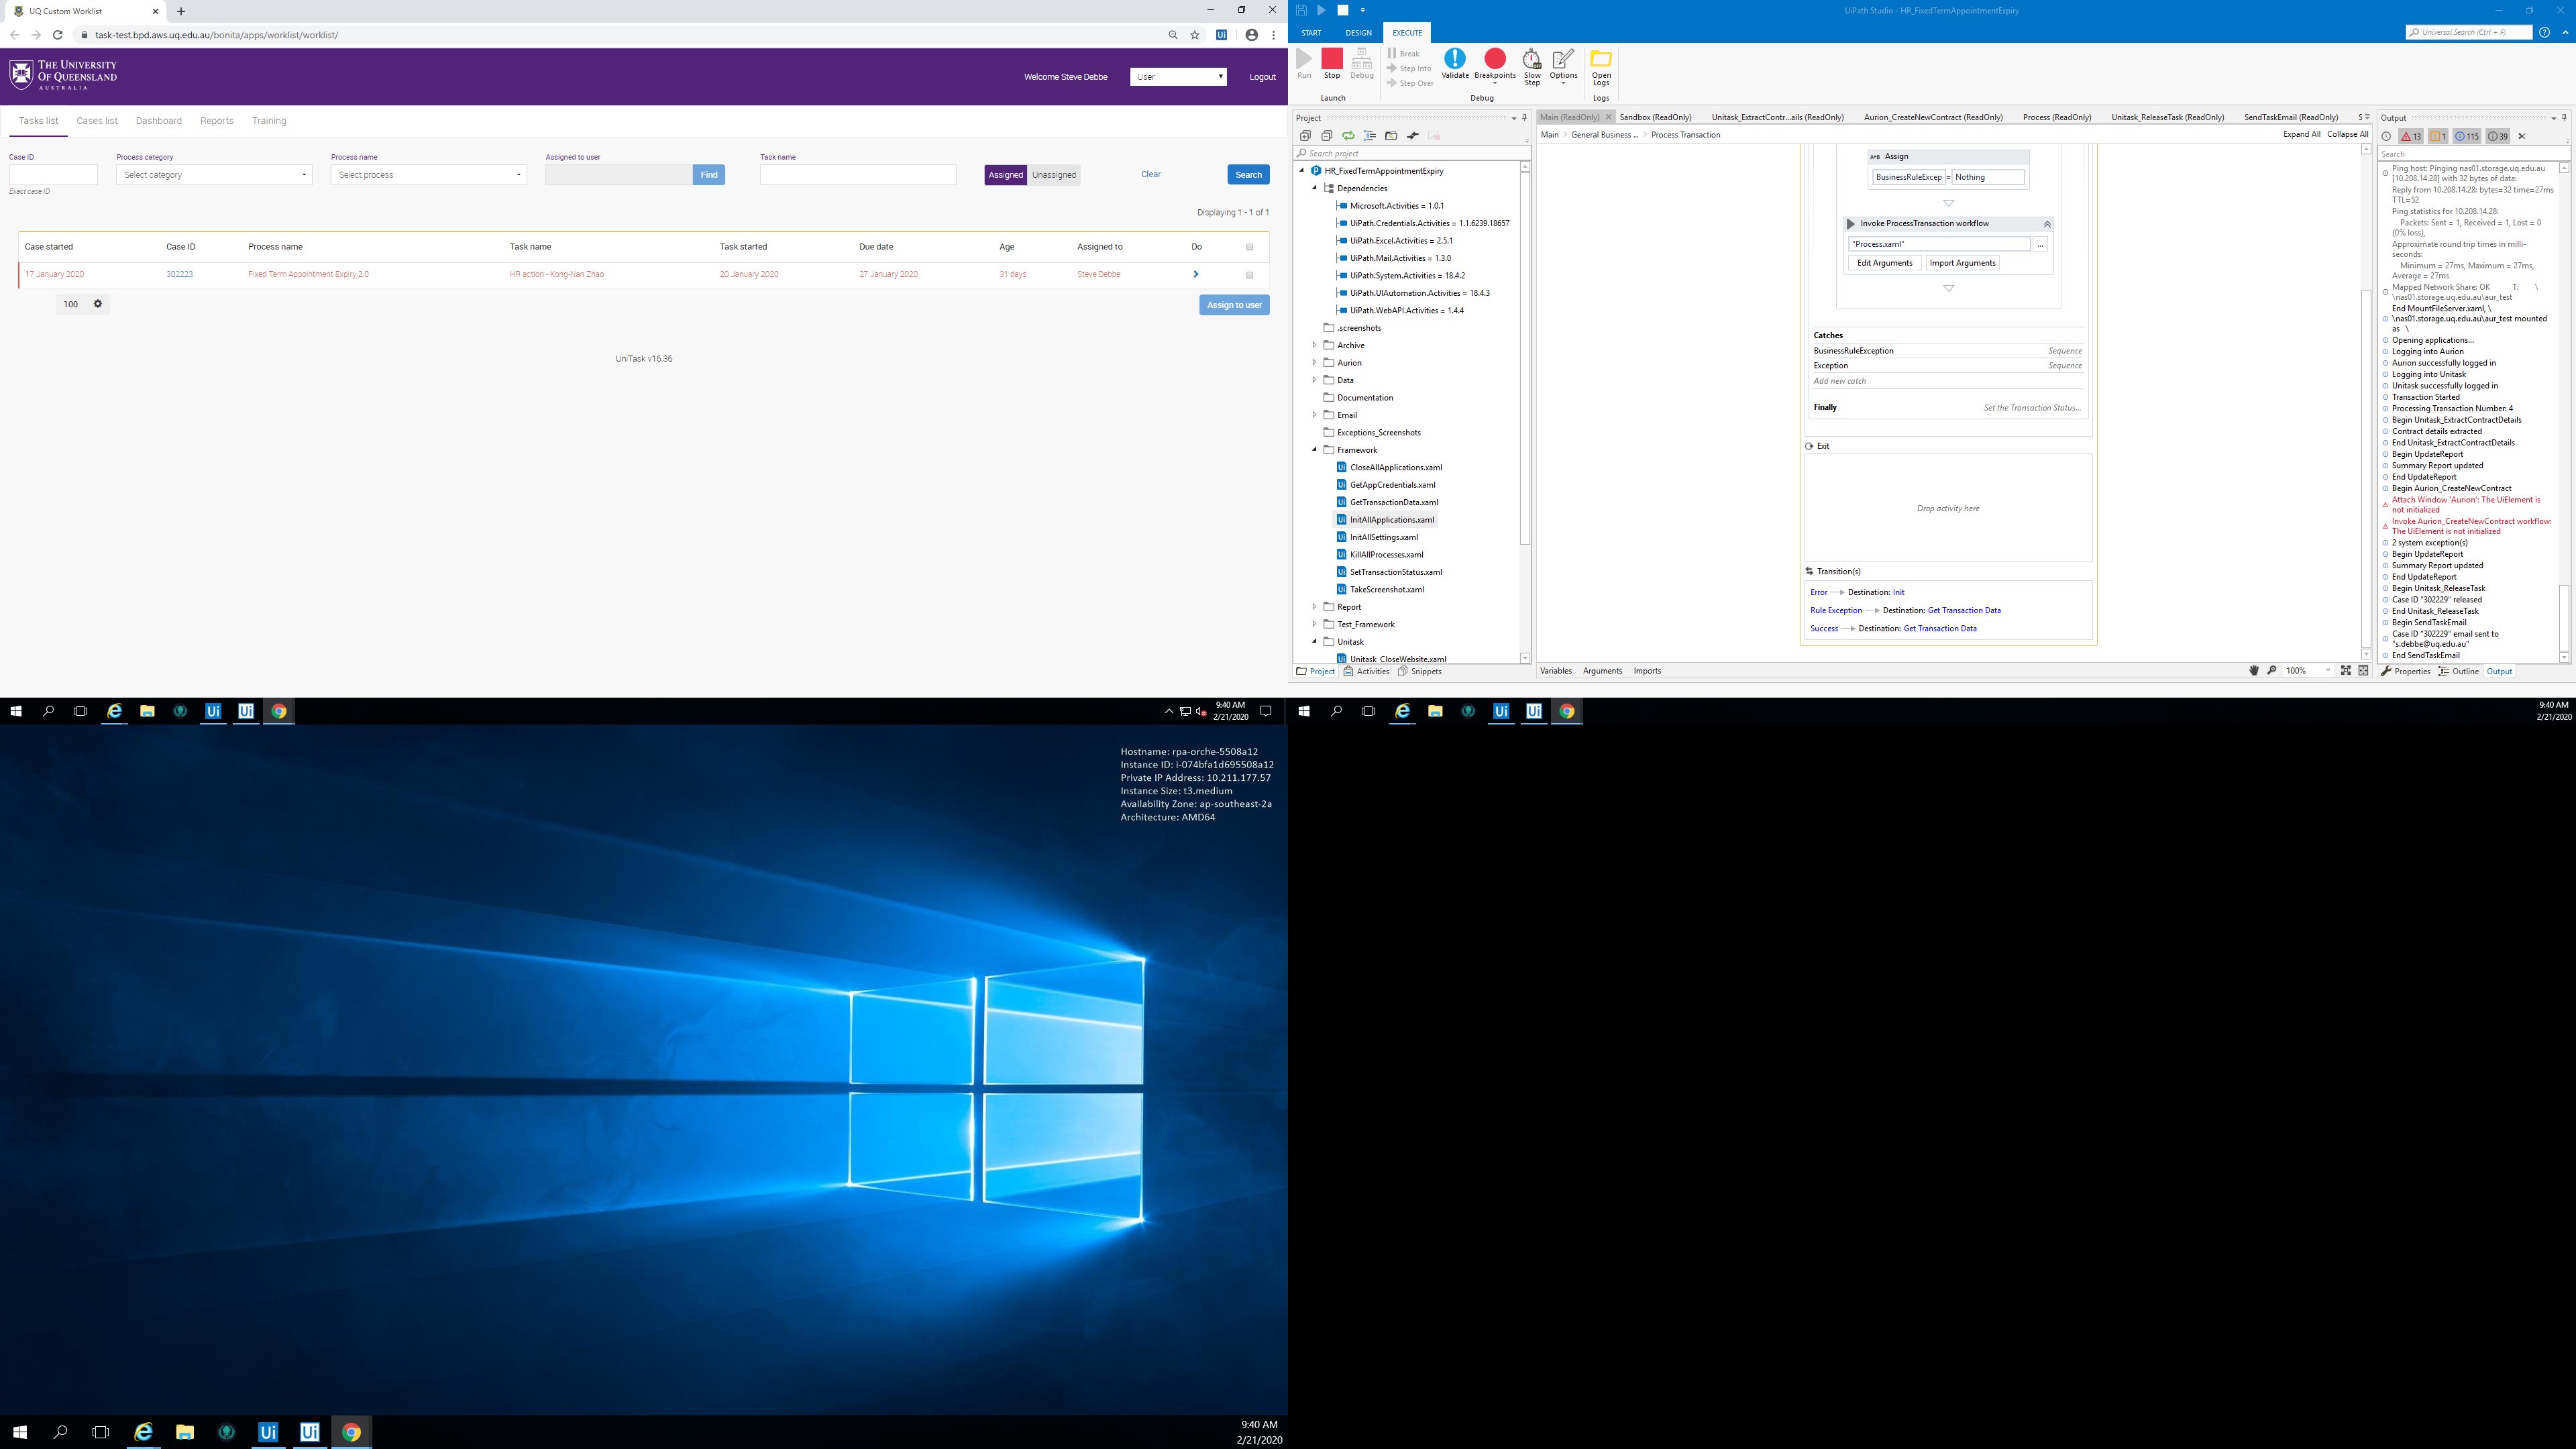 UQ Custom Worklist
task-test.bpd.aws.uq.edu.au/bonita/apps/worklist/worklist/
THE UNIVERSITY
OF QUEENSLAND
AUSTRALIA
Welcome Steve Debbe
User
Logout
Tasks list Cases list Dashboard Reports Training
Case ID Process category Process name Assigned to user Task name
Select category Select process Find Assigned Unassigned Clear Search
Exact case ID
Displaying 1 - 1 of 1
Case started Case ID Process name Task name Task started Due date Age Assigned to Do
17 January 2020 302223 Fixed Term Appointment Expiry 2.0 HR action - Kong-Nan Zhao 20 January 2020 27 January 2020 31 days Steve Debbe
100
Assign to user
UniTask v16.36
9:40 AM
2/21/2020
UiPath Studio - HR_FixedTermAppointmentExpiry
START DESIGN EXECUTE
Universal Search (Ctrl + F)
Run Stop Debug
Break
Step Into
Step Over
Validate Breakpoints Slow Step Options Open Logs
Launch Debug Logs
Project
Search project
HR_FixedTermAppointmentExpiry
Dependencies
Microsoft.Activities = 1.0.1
UiPath.Credentials.Activities = 1.1.6239.18657
UiPath.Excel.Activities = 2.5.1
UiPath.Mail.Activities = 1.3.0
UiPath.System.Activities = 18.4.2
UiPath.UIAutomation.Activities = 18.4.3
UiPath.WebAPI.Activities = 1.4.4
.screenshots
Archive
Aurion
Data
Documentation
Email
Exceptions_Screenshots
Framework
CloseAllApplications.xaml
GetAppCredentials.xaml
GetTransactionData.xaml
InitAllApplications.xaml
InitAllSettings.xaml
KillAllProcesses.xaml
SetTransactionStatus.xaml
TakeScreenshot.xaml
Report
Test_Framework
Unitask
Unitask_CloseWebsite.xaml
Project Activities Snippets
Main (ReadOnly) Sandbox (ReadOnly) Unitask_ExtractContr...ails (ReadOnly) Aurion_CreateNewContract (ReadOnly) Process (ReadOnly) Unitask_ReleaseTask (ReadOnly) SendTaskEmail (ReadOnly) S
Main > General Business ... > Process Transaction
Expand All Collapse All
A+B Assign
BusinessRuleExcep = Nothing
Invoke ProcessTransaction workflow
"Process.xaml" ...
Edit Arguments Import Arguments
Catches
BusinessRuleException Sequence
Exception Sequence
Add new catch
Finally Set the Transaction Status...
Exit
Drop activity here
Transition(s)
Error Destination: Init
Rule Exception Destination: Get Transaction Data
Success Destination: Get Transaction Data
Variables Arguments Imports
100%
Output
13 1 115 39
Search
Ping host: Pinging nas01.storage.uq.edu.au
[10.208.14.28] with 32 bytes of data:
Reply from 10.208.14.28: bytes=32 time=27ms
TTL=52
Ping statistics for 10.208.14.28:
Packets: Sent = 1, Received = 1, Lost = 0
(0% loss),
Approximate round trip times in milli-
seconds:
Minimum = 27ms, Maximum = 27ms,
Average = 27ms
Mapped Network Share: OK T: \
\nas01.storage.uq.edu.au\aur_test
End MountFileServer.xaml, \
\nas01.storage.uq.edu.au\aur_test mounted
as \
Opening applications...
Logging into Aurion
Aurion successfully logged in
Logging into Unitask
Unitask successfully logged in
Transaction Started
Processing Transaction Number: 4
Begin Unitask_ExtractContractDetails
Contract details extracted
End Unitask_ExtractContractDetails
Begin UpdateReport
Summary Report updated
End UpdateReport
Begin Aurion_CreateNewContract
Attach Window 'Aurion': The UiElement is
not initialized
Invoke Aurion_CreateNewContract workflow:
The UiElement is not initialized
2 system exception(s)
Begin UpdateReport
Summary Report updated
End UpdateReport
Begin Unitask_ReleaseTask
Case ID "302229" released
End Unitask_ReleaseTask
Begin SendTaskEmail
Case ID "302229" email sent to
"s.debbe@uq.edu.au"
End SendTaskEmail
Properties Outline Output
9:40 AM
2/21/2020
Hostname: rpa-orche-5508a12
Instance ID: i-074bfa1d695508a12
Private IP Address: 10.211.177.57
Instance Size: t3.medium
Availability Zone: ap-southeast-2a
Architecture: AMD64
9:40 AM
2/21/2020